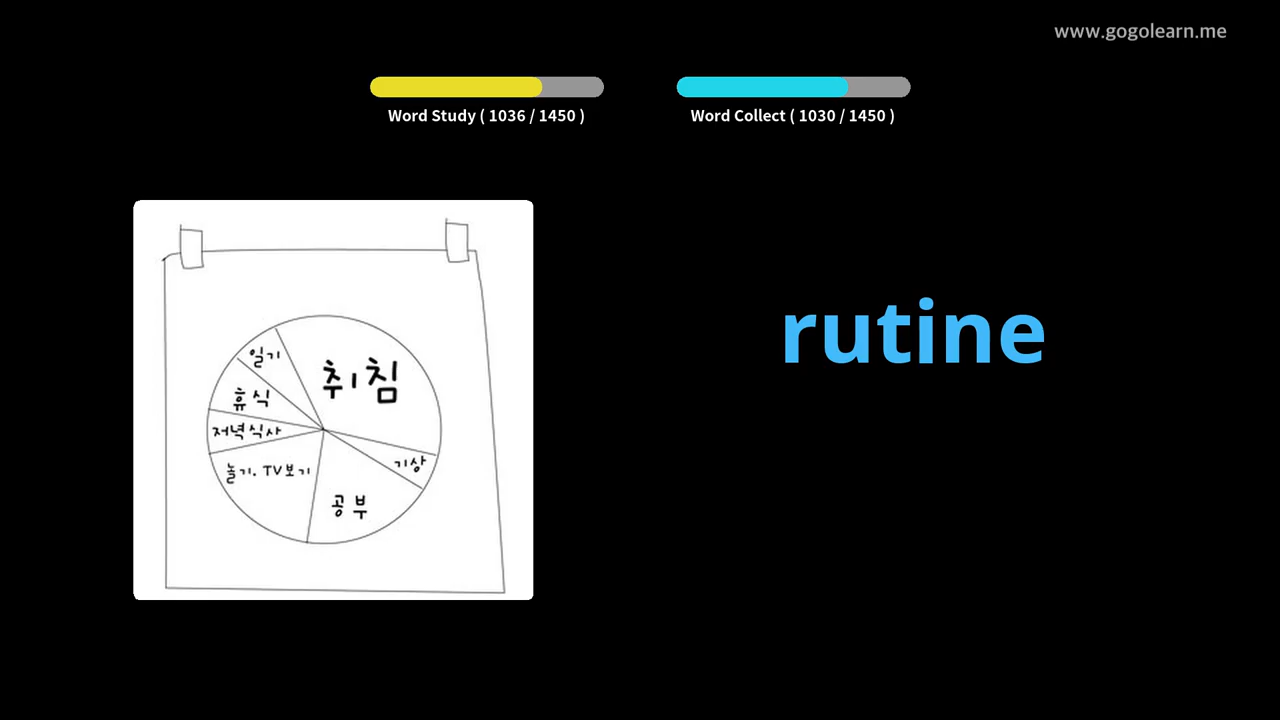 www.gogolearn.me
Word Study ( 1036 / 1450 )
Word Collect ( 1030 / 1450 )
rutine
일기
취침
휴식
저녁식사
놀기. TV보기
기상
공부